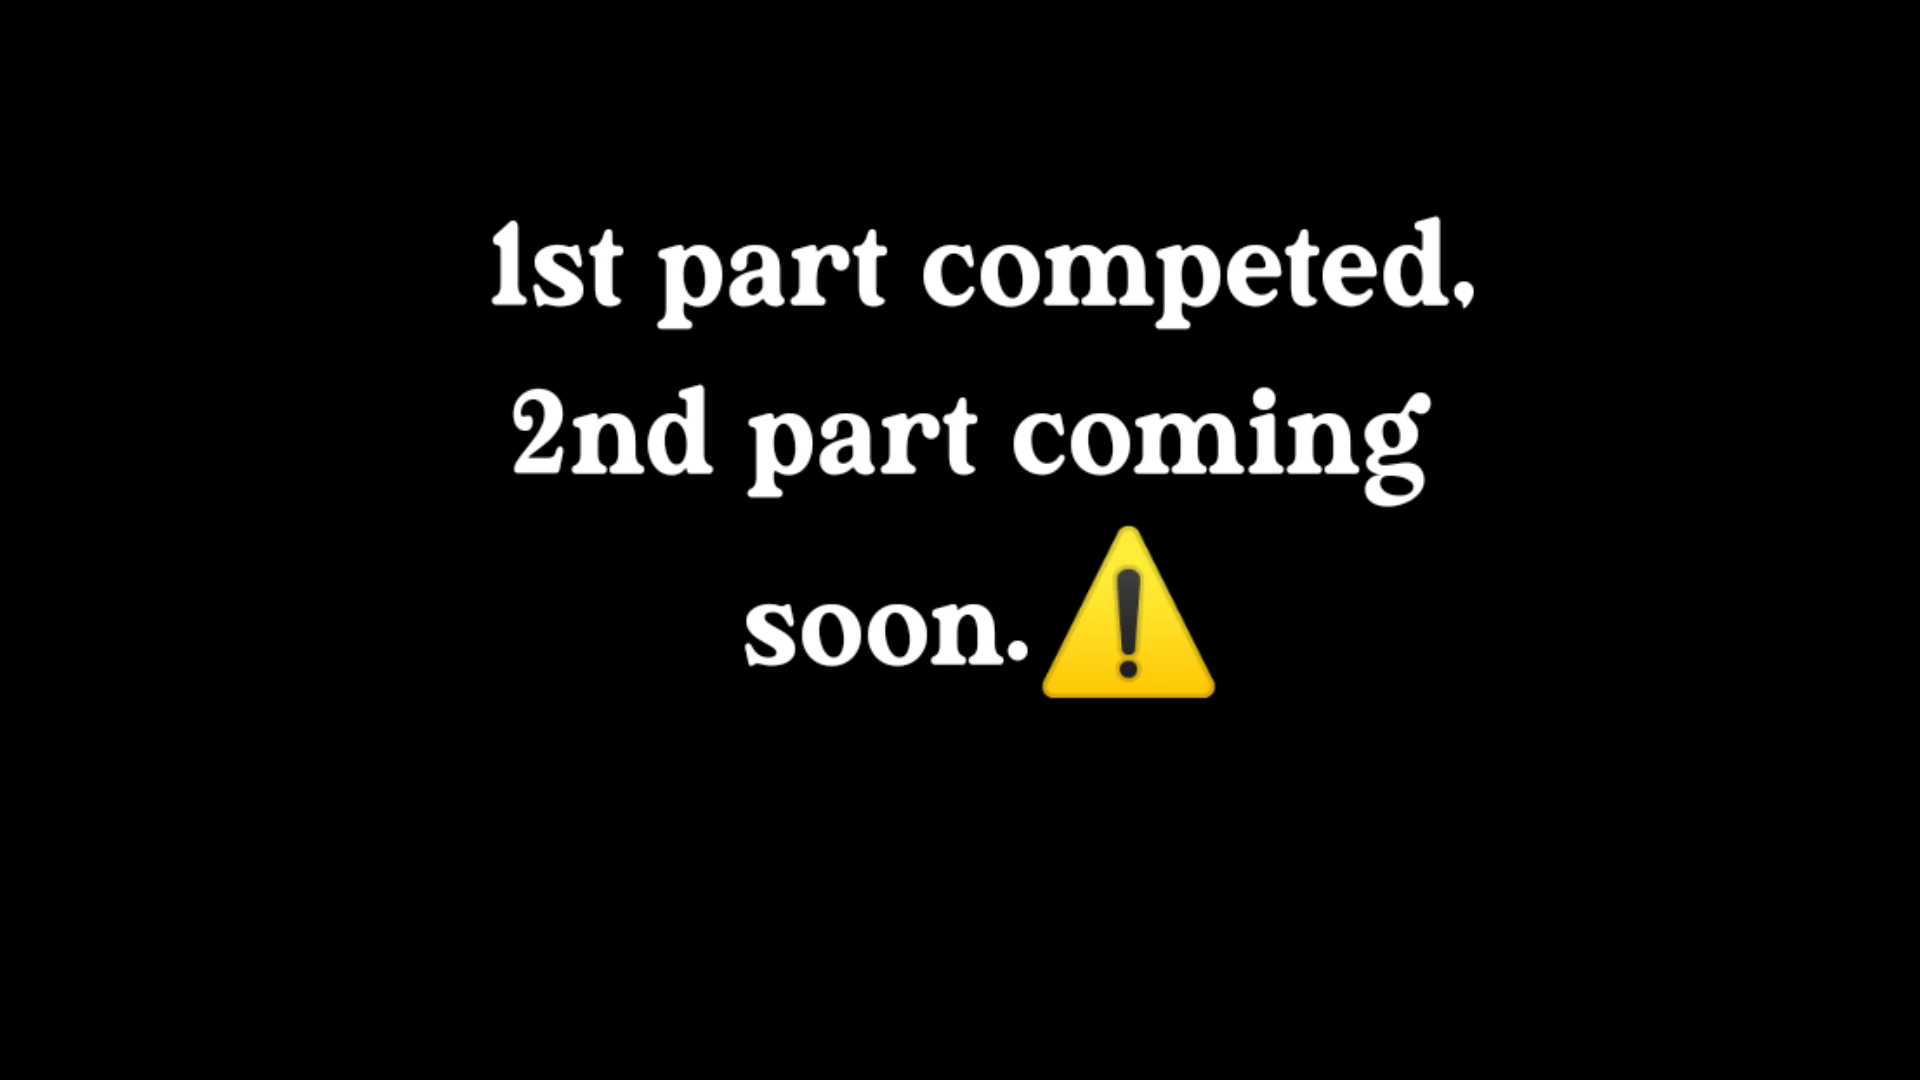 1st part competed,
2nd part coming
soon.⚠️